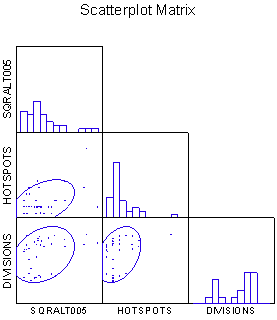 Scatterplot Matrix
SQRALT005
HOTSPOTS
DIVISIONS
SQRALT005 HOTSPOTS DIVISIONS